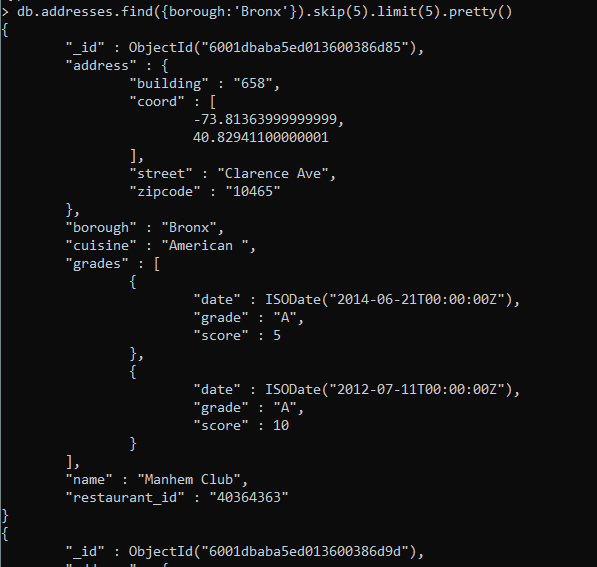 > db.addresses.find({borough:'Bronx'}).skip(5).limit(5).pretty()
{
        "_id" : ObjectId("6001dbaba5ed013600386d85"),
        "address" : {
                "building" : "658",
                "coord" : [
                        -73.81363999999999,
                        40.82941100000001
                ],
                "street" : "Clarence Ave",
                "zipcode" : "10465"
        },
        "borough" : "Bronx",
        "cuisine" : "American ",
        "grades" : [
                {
                        "date" : ISODate("2014-06-21T00:00:00Z"),
                        "grade" : "A",
                        "score" : 5
                },
                {
                        "date" : ISODate("2012-07-11T00:00:00Z"),
                        "grade" : "A",
                        "score" : 10
                }
        ],
        "name" : "Manhem Club",
        "restaurant_id" : "40364363"
}
{
        "_id" : ObjectId("6001dbaba5ed013600386d9d"),